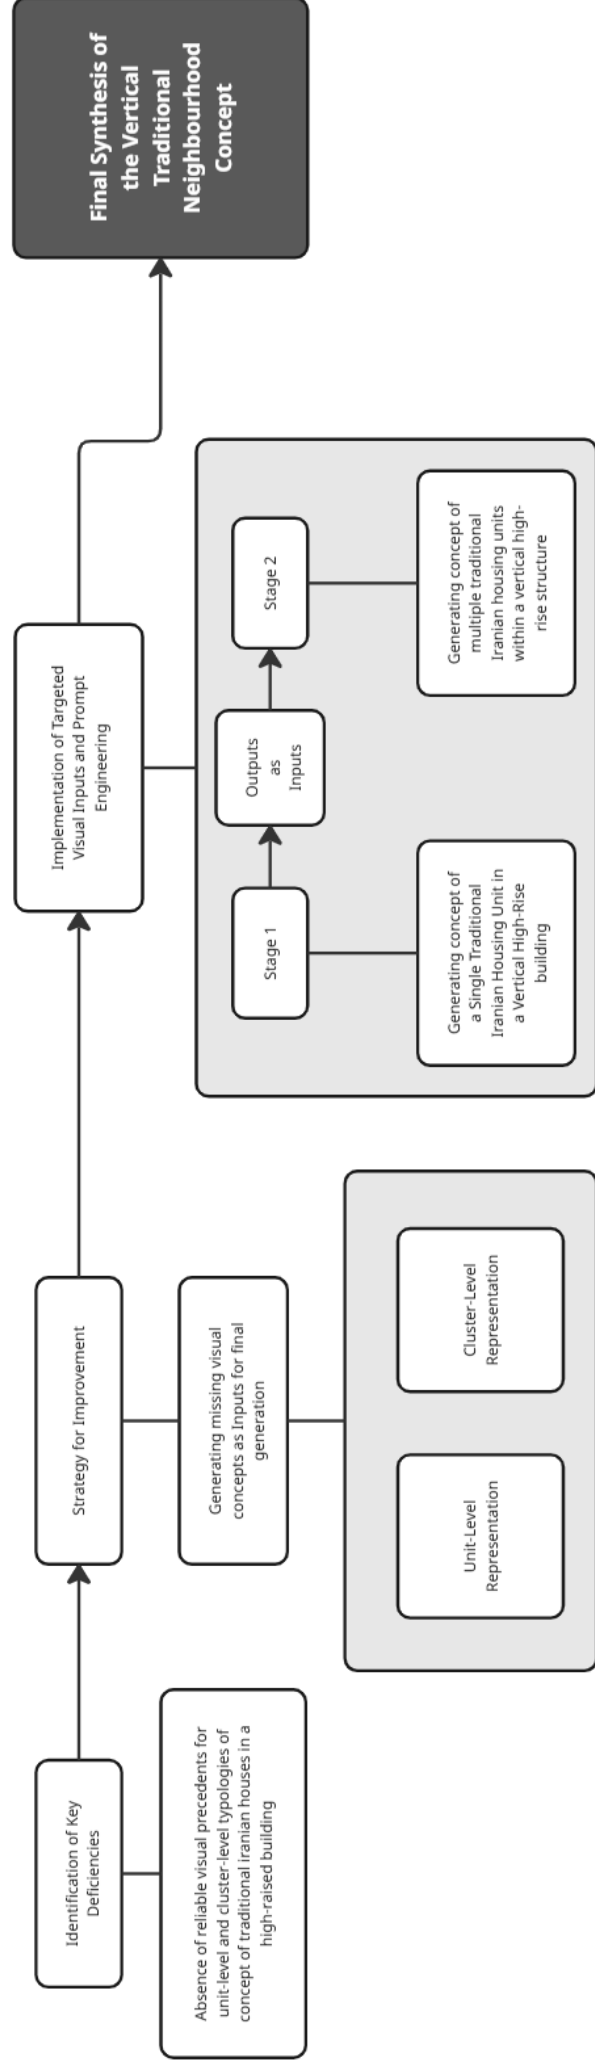 Identification of Key
Deficiencies
Absence of reliable visual precedents for
unit-level and cluster-level typologies of
concept of traditional iranian houses in a
high-raised building
Strategy for Improvement
Generating missing visual
concepts as Inputs for final
generation
Unit-Level
Representation
Cluster-Level
Representation
Implementation of Targeted
Visual Inputs and Prompt
Engineering
Stage 1
Outputs
as
Inputs
Stage 2
Generating concept of
a Single Traditional
Iranian Housing Unit in
a Vertical High-Rise
building
Generating concept of
multiple traditional
Iranian housing units
within a vertical high-
rise structure
Final Synthesis of
the Vertical
Traditional
Neighbourhood
Concept